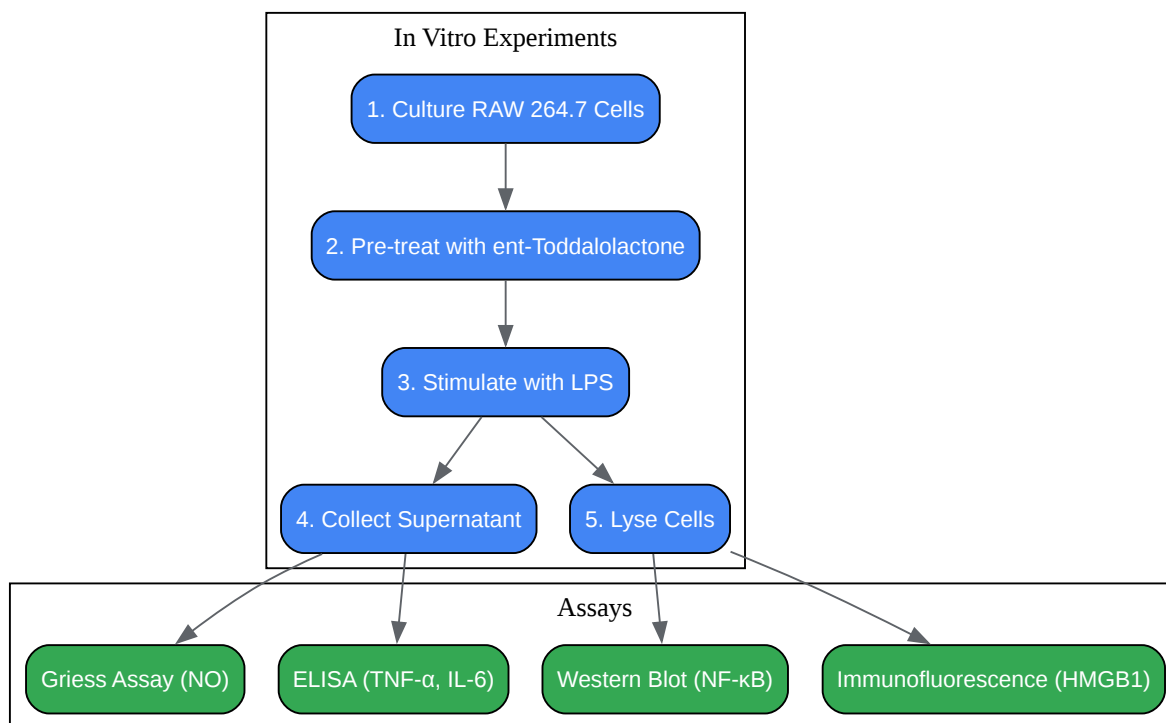 In Vitro Experiments
1. Culture RAW 264.7 Cells
2. Pre-treat with ent-Toddalolactone
3. Stimulate with LPS
4. Collect Supernatant
5. Lyse Cells
Assays
Griess Assay (NO)
ELISA (TNF-α, IL-6)
Western Blot (NF-κB)
Immunofluorescence (HMGB1)